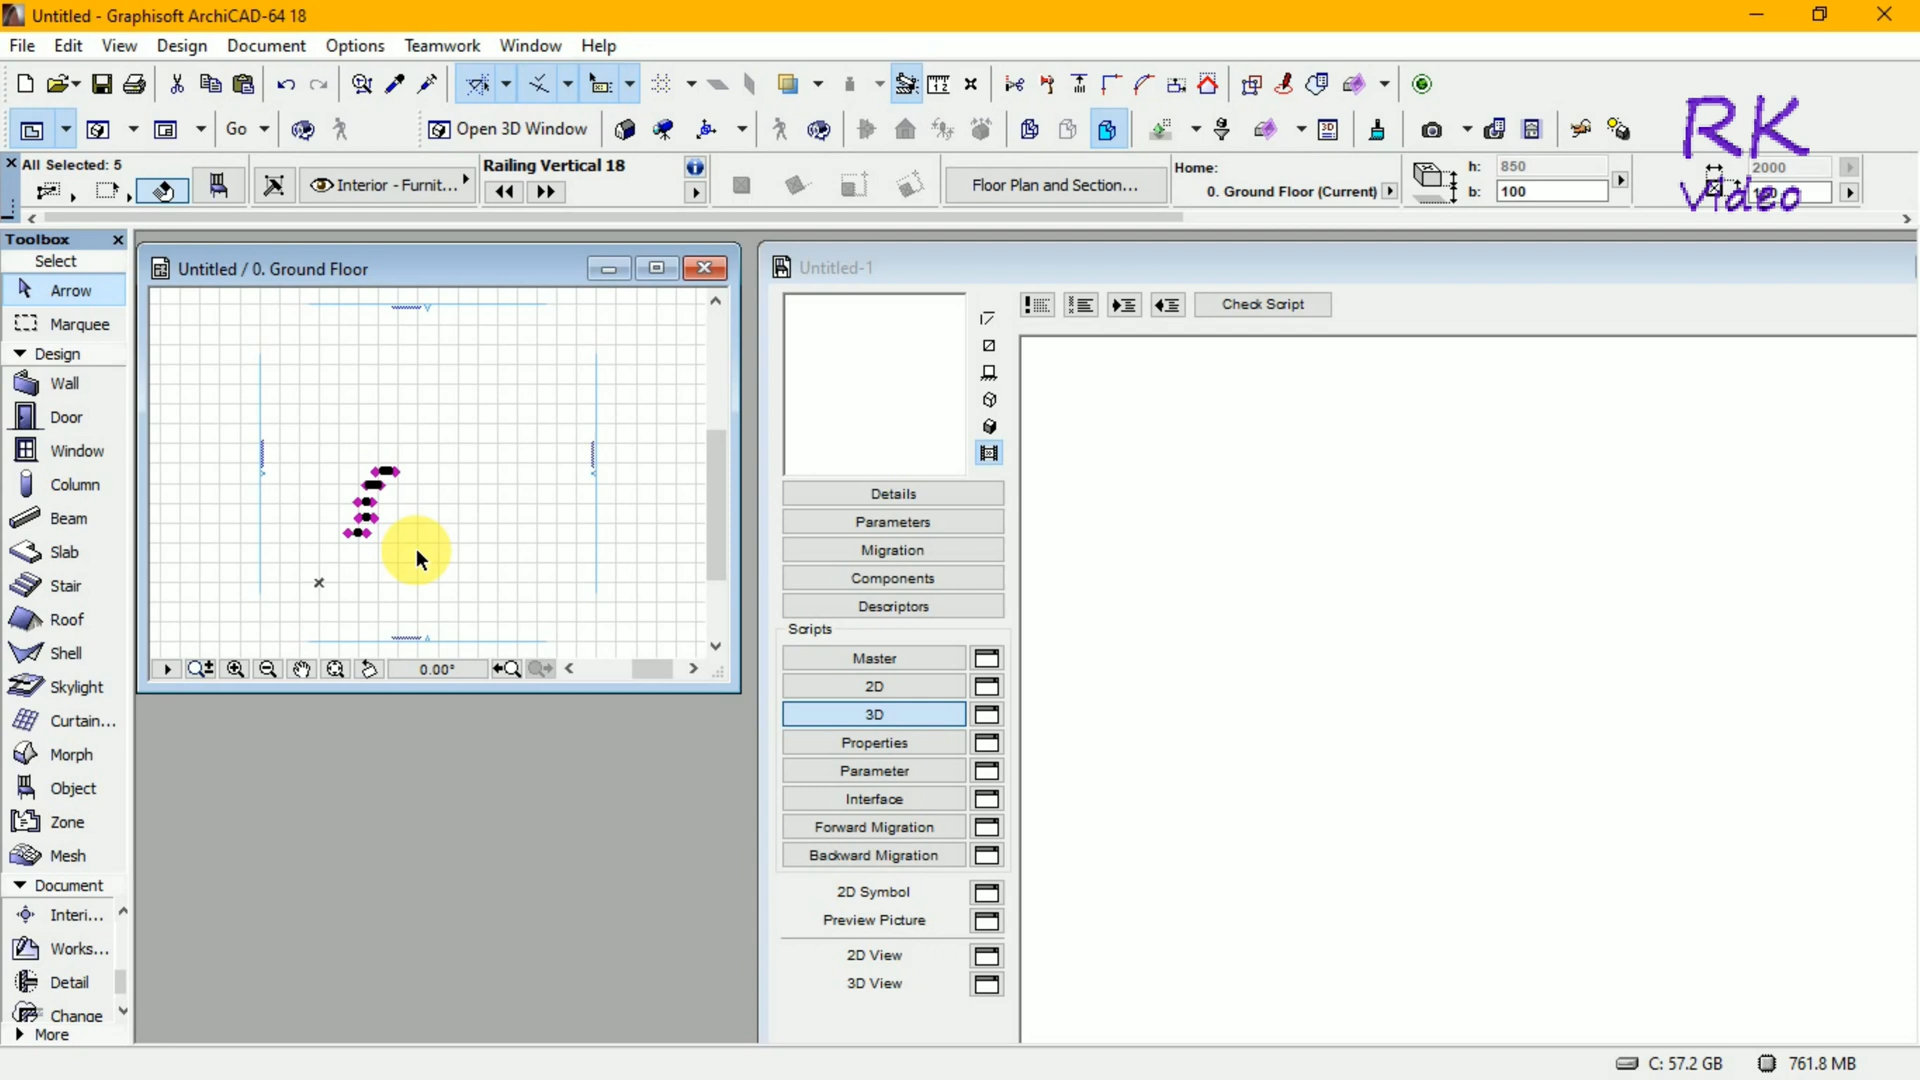 Untitled - Graphisoft ArchiCAD-64 18
File Edit View Design Document Options Teamwork Window Help
Go Open 3D Window
RK
video
All Selected: 5
Interior - Furnit...
Railing Vertical 18
Floor Plan and Section...
Home:
0. Ground Floor (Current)
h: 850
b: 100
2000
Toolbox
Select
Arrow
Marquee
Design
Wall
Door
Window
Column
Beam
Slab
Stair
Roof
Shell
Skylight
Curtain...
Morph
Object
Zone
Mesh
Document
Interi...
Works...
Detail
Change
More
Untitled / 0. Ground Floor
0.00°
Untitled-1
Check Script
Details
Parameters
Migration
Components
Descriptors
Scripts
Master
2D
3D
Properties
Parameter
Interface
Forward Migration
Backward Migration
2D Symbol
Preview Picture
2D View
3D View
C: 57.2 GB 761.8 MB